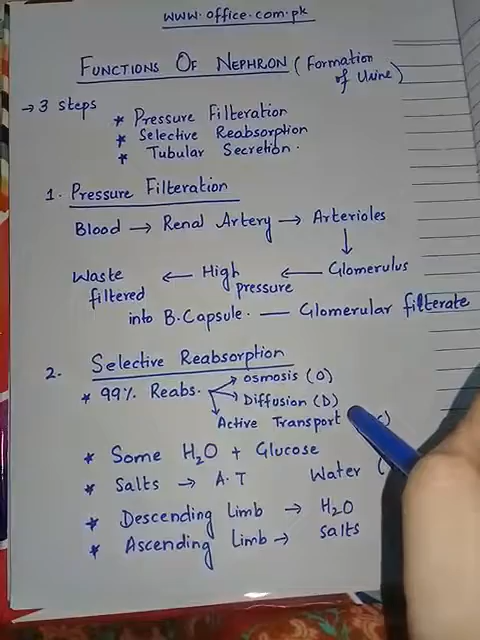 www.office.com.pk
FUNCTIONS OF NEPHRON (Formation of Urine)
→ 3 steps
* Pressure Filteration
* Selective Reabsorption
* Tubular Secretion.
1. Pressure Filteration
Blood → Renal Artery → Arterioles
↓
Waste filtered ← High pressure ← Glomerulus
into B.Capsule. — Glomerular filterate
2. Selective Reabsorption
* 99% Reabs. → osmosis (O)
→ Diffusion (D)
→ Active Transport
* Some H₂O + Glucose
* Salts → A.T Water (
* Descending Limb → H₂O
* Ascending Limb → salts